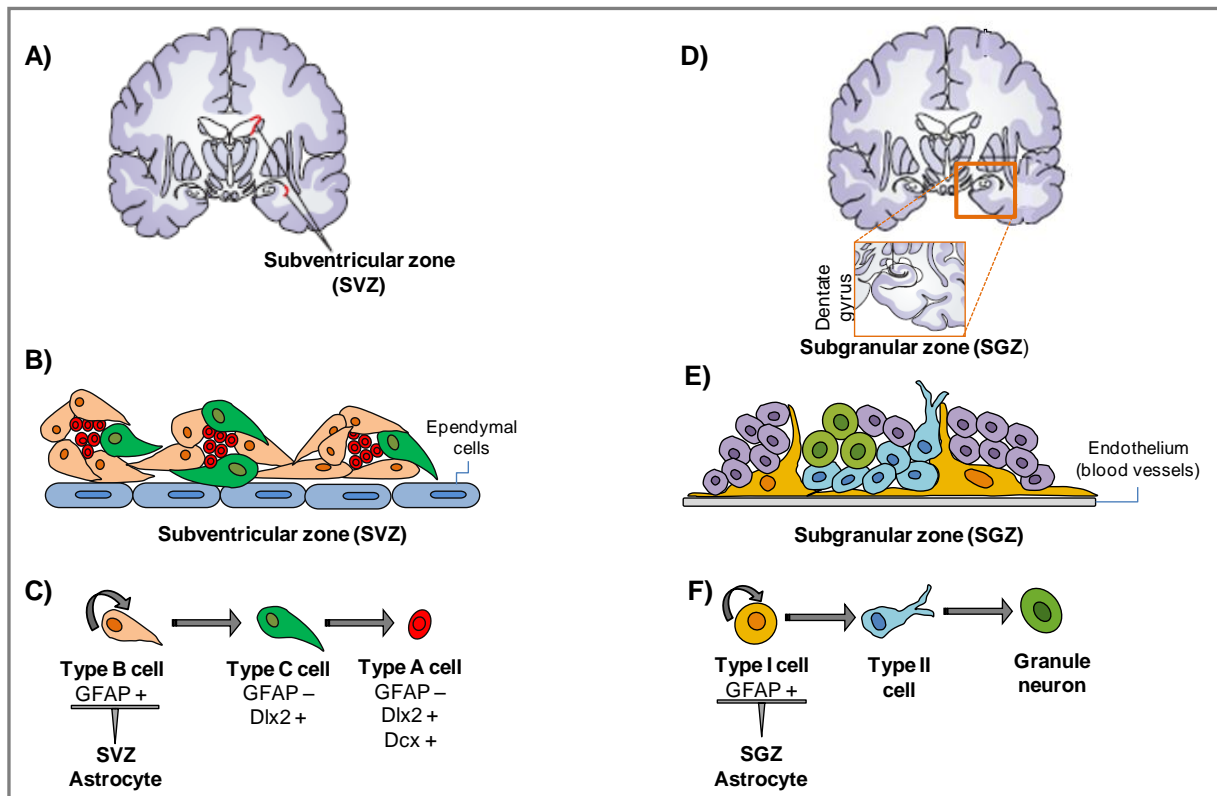 A)
Subventricular zone
(SVZ)
B)
Ependymal
cells
Subventricular zone (SVZ)
C)
Type B cell
GFAP +
SVZ
Astrocyte
Type C cell
GFAP –
Dlx2 +
Type A cell
GFAP –
Dlx2 +
Dcx +
D)
Dentate
gyrus
Subgranular zone (SGZ)
E)
Endothelium
(blood vessels)
Subgranular zone (SGZ)
F)
Type I cell
GFAP +
SGZ
Astrocyte
Type II
cell
Granule
neuron